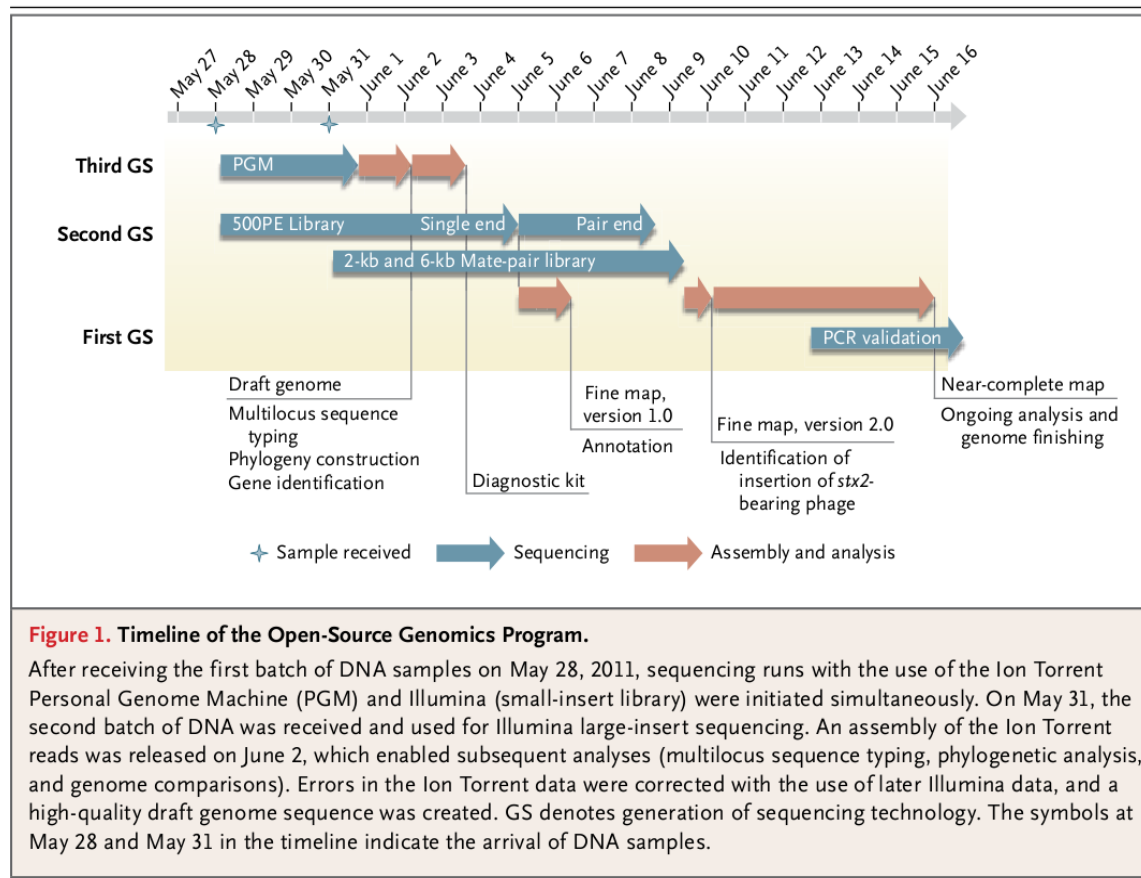 May 27
May 28
May 29
May 30
May 31
June 1
June 2
June 3
June 4
June 5
June 6
June 7
June 8
June 9
June 10
June 11
June 12
June 13
June 14
June 15
June 16
Third GS
PGM
Second GS
500PE Library
Single end
Pair end
2-kb and 6-kb Mate-pair library
First GS
PCR validation
Draft genome
Multilocus sequence
typing
Phylogeny construction
Gene identification
Diagnostic kit
Fine map,
version 1.0
Annotation
Fine map, version 2.0
Identification of
insertion of stx2-
bearing phage
Near-complete map
Ongoing analysis and
genome finishing
Sample received
Sequencing
Assembly and analysis
Figure 1. Timeline of the Open-Source Genomics Program.
After receiving the first batch of DNA samples on May 28, 2011, sequencing runs with the use of the Ion Torrent
Personal Genome Machine (PGM) and Illumina (small-insert library) were initiated simultaneously. On May 31, the
second batch of DNA was received and used for Illumina large-insert sequencing. An assembly of the Ion Torrent
reads was released on June 2, which enabled subsequent analyses (multilocus sequence typing, phylogenetic analysis,
and genome comparisons). Errors in the Ion Torrent data were corrected with the use of later Illumina data, and a
high-quality draft genome sequence was created. GS denotes generation of sequencing technology. The symbols at
May 28 and May 31 in the timeline indicate the arrival of DNA samples.